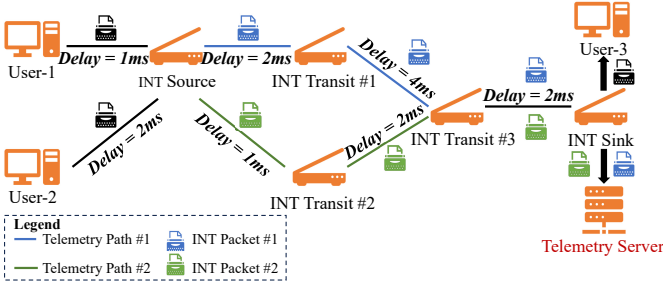 User-1
Delay = 1ms
INT Source
Delay = 2ms
INT Transit #1
Delay = 4ms
User-3
Delay = 2ms
INT Sink
Delay = 2ms
Delay = 1ms
Delay = 2ms
INT Transit #3
User-2
INT Transit #2
Telemetry Server
Legend
Telemetry Path #1
INT Packet #1
Telemetry Path #2
INT Packet #2